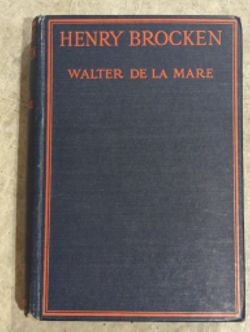 HENRY BROCKEN
WALTER DE LA MARE